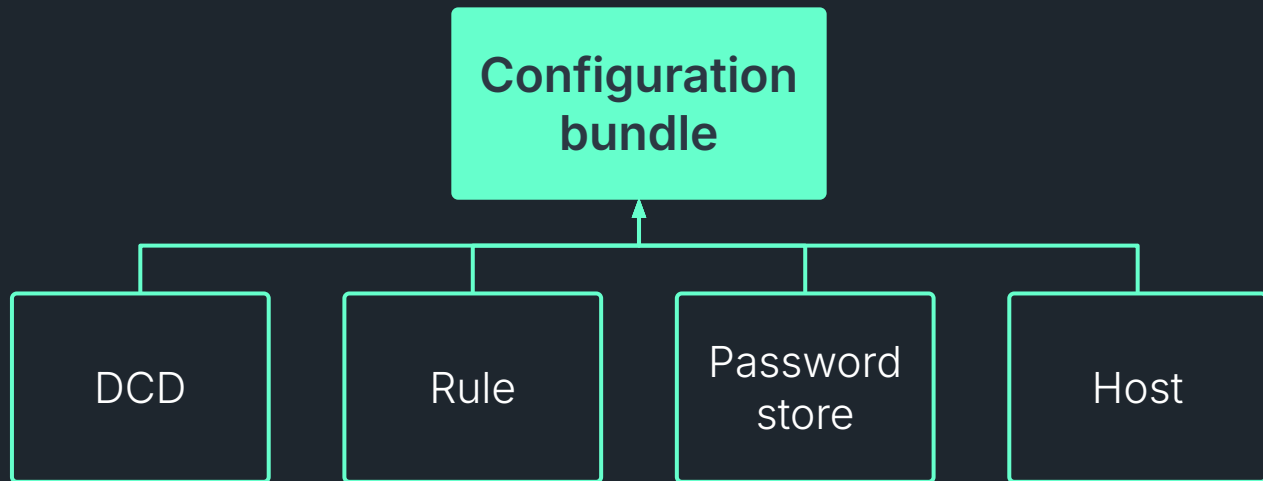 Configuration
bundle
DCD
Rule
Password
store
Host